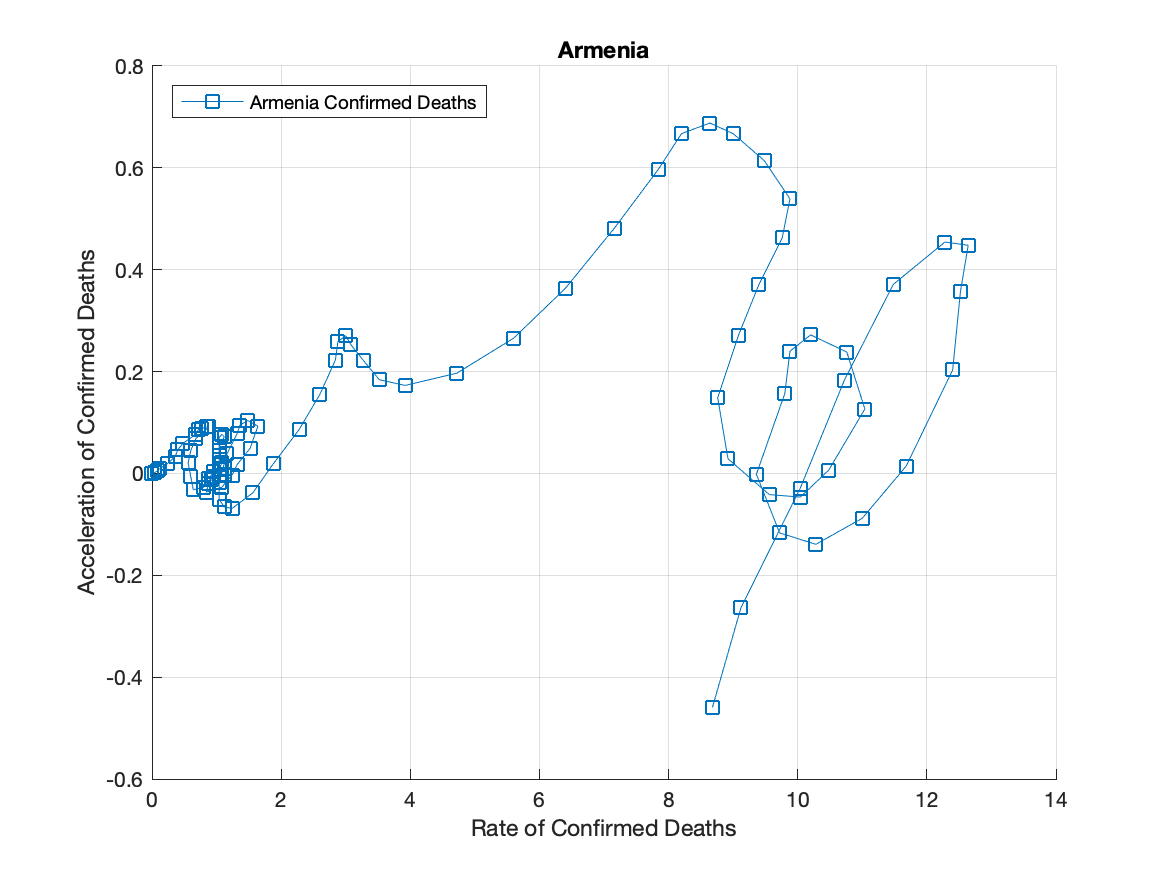 Armenia
Armenia Confirmed Deaths
0.8
0.6
0.4
0.2
0
-0.2
-0.4
-0.6
Acceleration of Confirmed Deaths
0 2 4 6 8 10 12 14
Rate of Confirmed Deaths